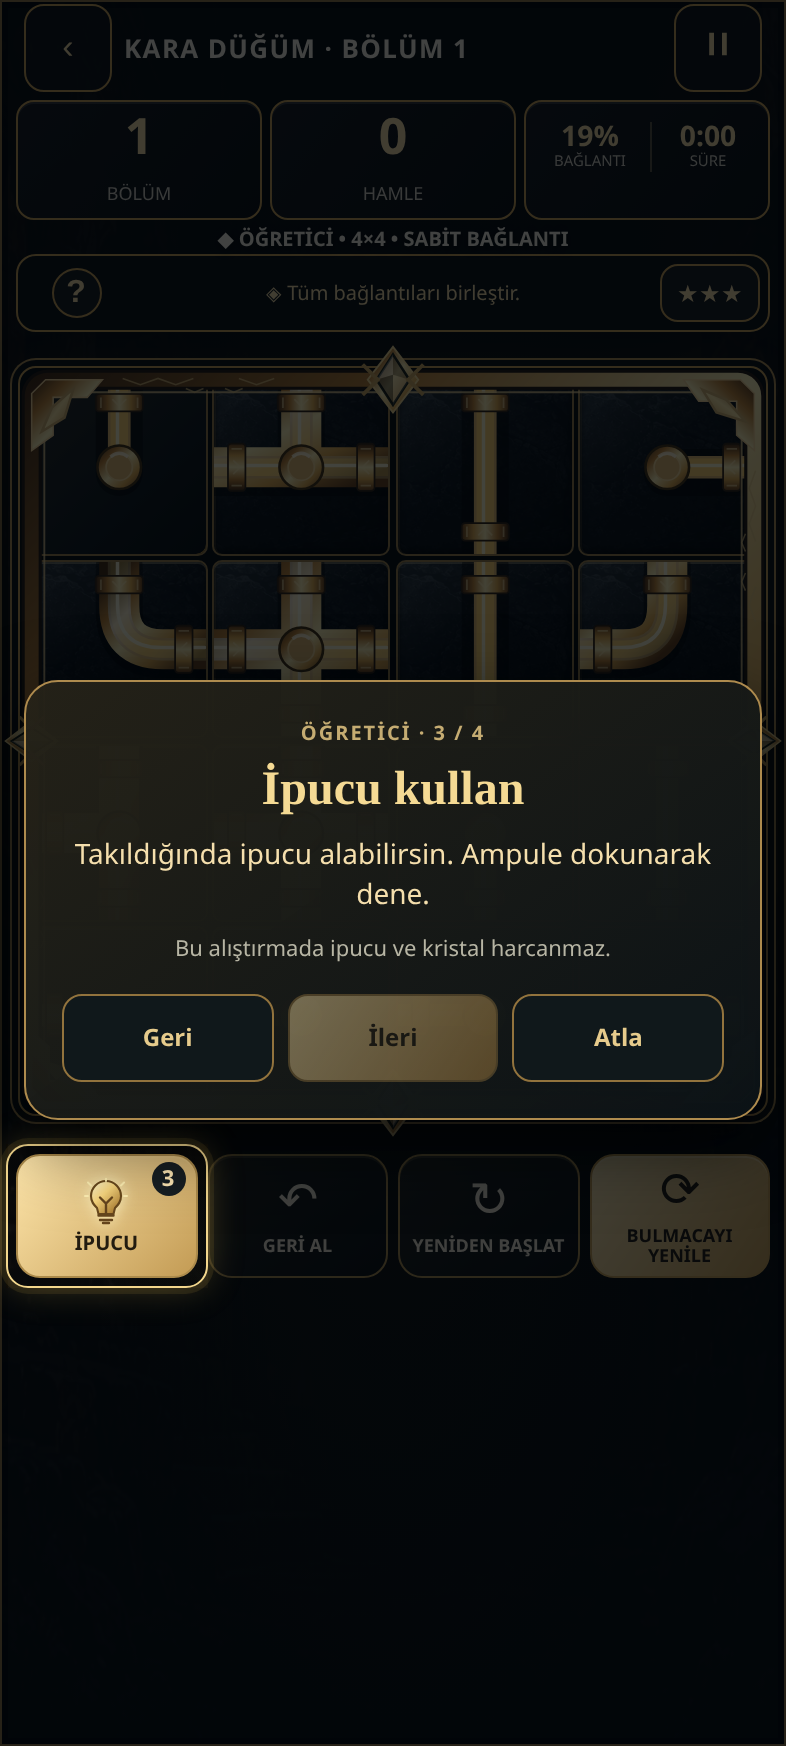 KARA DÜĞÜM · BÖLÜM 1
1
BÖLÜM
0
HAMLE
19%
BAĞLANTI
0:00
SÜRE
◆ ÖĞRETİCİ • 4×4 • SABİT BAĞLANTI
?
◈ Tüm bağlantıları birleştir.
★★★
ÖĞRETİCİ · 3 / 4
İpucu kullan
Takıldığında ipucu alabilirsin. Ampule dokunarak
dene.
Bu alıştırmada ipucu ve kristal harcanmaz.
Geri
İleri
Atla
3
İPUCU
GERİ AL
YENİDEN BAŞLAT
BULMACAYI
YENİLE